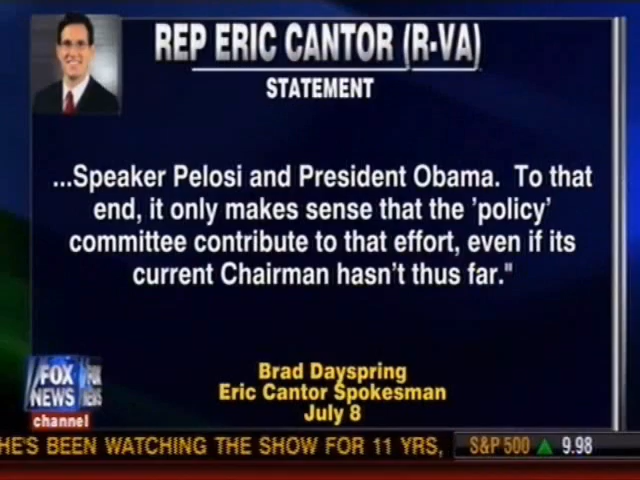 REP ERIC CANTOR (R-VA)
STATEMENT
...Speaker Pelosi and President Obama. To that
end, it only makes sense that the 'policy'
committee contribute to that effort, even if its
current Chairman hasn't thus far."
Brad Dayspring
Eric Cantor Spokesman
July 8
FOX
NEWS
channel
FOX
NEWS
HE'S BEEN WATCHING THE SHOW FOR 11 YRS,
S&P 500 ▲ 9.98